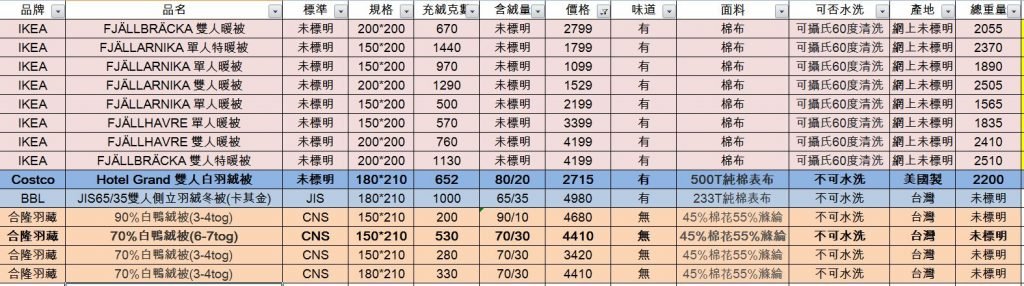 品牌 品名 標準 規格 充絨克數 含絨量 價格 味道 面料 可否水洗 產地 總重量
IKEA FJÄLLBRÄCKA 雙人暖被 未標明 200*200 670 未標明 2799 有 棉布 可攝氏60度清洗 網上未標明 2055
IKEA FJÄLLARNIKA 單人特暖被 未標明 150*200 1440 未標明 1799 有 棉布 可攝氏60度清洗 網上未標明 2370
IKEA FJÄLLARNIKA 單人暖被 未標明 150*200 970 未標明 1099 有 棉布 可攝氏60度清洗 網上未標明 1890
IKEA FJÄLLARNIKA 雙人暖被 未標明 200*200 1290 未標明 1529 有 棉布 可攝氏60度清洗 網上未標明 2505
IKEA FJÄLLARNIKA 單人暖被 未標明 150*200 500 未標明 2199 有 棉布 可攝氏60度清洗 網上未標明 1565
IKEA FJÄLLHAVRE 單人暖被 未標明 150*200 570 未標明 3399 有 棉布 可攝氏60度清洗 網上未標明 1835
IKEA FJÄLLHAVRE 雙人暖被 未標明 200*200 760 未標明 4199 有 棉布 可攝氏60度清洗 網上未標明 2410
IKEA FJÄLLBRÄCKA 雙人特暖被 未標明 200*200 1130 未標明 4199 有 棉布 可攝氏60度清洗 網上未標明 2510
Costco Hotel Grand 雙人白羽絨被 未標明 180*210 652 80/20 2715 有 500T純棉表布 不可水洗 美國製 2200
BBL JIS65/35雙人側立羽絨冬被(卡其金) JIS 180*210 1000 65/35 4980 有 233T純棉表布 不可水洗 台灣 未標明
合隆羽藏 90%白鴨絨被(3-4tog) CNS 150*210 200 90/10 4680 無 45%棉花55%滌綸 不可水洗 台灣 未標明
合隆羽藏 70%白鴨絨被(6-7tog) CNS 150*210 530 70/30 4410 無 45%棉花55%滌綸 不可水洗 台灣 未標明
合隆羽藏 70%白鴨絨被(3-4tog) CNS 150*210 280 70/30 3420 無 45%棉花55%滌綸 不可水洗 台灣 未標明
合隆羽藏 70%白鴨絨被(3-4tog) CNS 180*210 330 70/30 4410 無 45%棉花55%滌綸 不可水洗 台灣 未標明